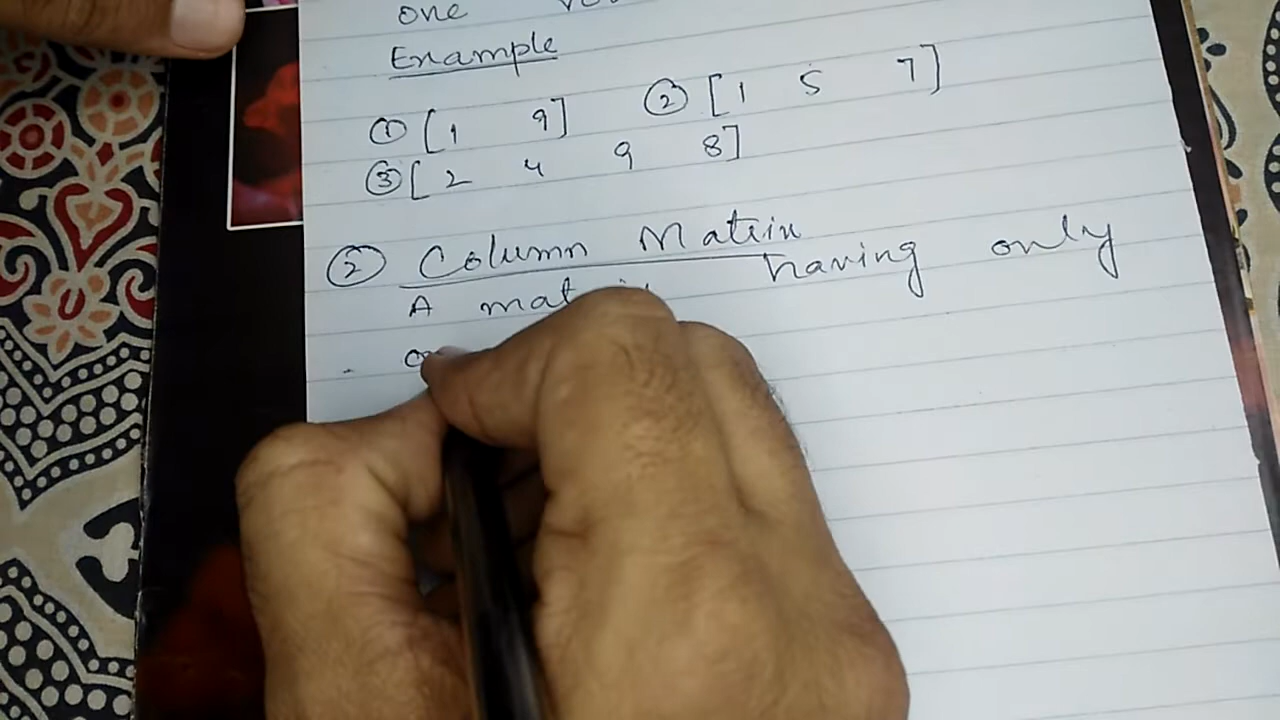 one
Example
① [1 9] ② [1 5 7]
③ [2 4 9 8]
② Column Matrix
A having only